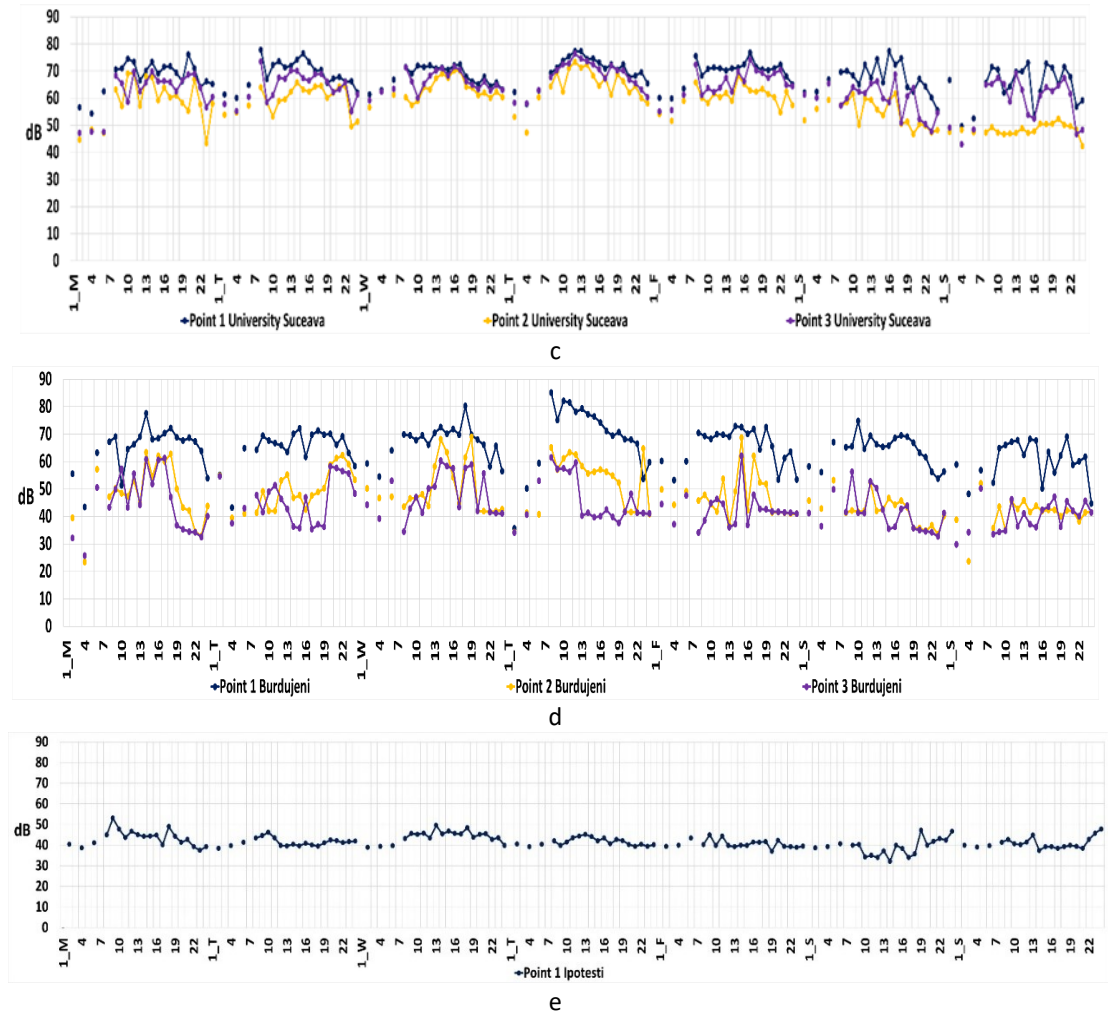 90
80
70
60
50
dB
40
30
20
10
0
1_M 4 7 10 13 16 19 22 1_T 4 7 10 13 16 19 22 1_W 4 7 10 13 16 19 22 1_T 4 7 10 13 16 19 22 1_F 4 7 10 13 16 19 22 1_S 4 7 10 13 16 19 22 1_S 4 7 10 13 16 19 22
Point 1 University Suceava Point 2 University Suceava Point 3 University Suceava
c
90
80
70
60
50
dB
40
30
20
10
0
1_M 4 7 10 13 16 19 22 1_T 4 7 10 13 16 19 22 1_W 4 7 10 13 16 19 22 1_T 4 7 10 13 16 19 22 1_F 4 7 10 13 16 19 22 1_S 4 7 10 13 16 19 22 1_S 4 7 10 13 16 19 22
Point 1 Burdujeni Point 2 Burdujeni Point 3 Burdujeni
d
90
80
70
60
50
dB
40
30
20
10
0
1_M 4 7 10 13 16 19 22 1_T 4 7 10 13 16 19 22 1_W 4 7 10 13 16 19 22 1_T 4 7 10 13 16 19 22 1_F 4 7 10 13 16 19 22 1_S 4 7 10 13 16 19 22 1_S 4 7 10 13 16 19 22
Point 1 Ipotesti
e